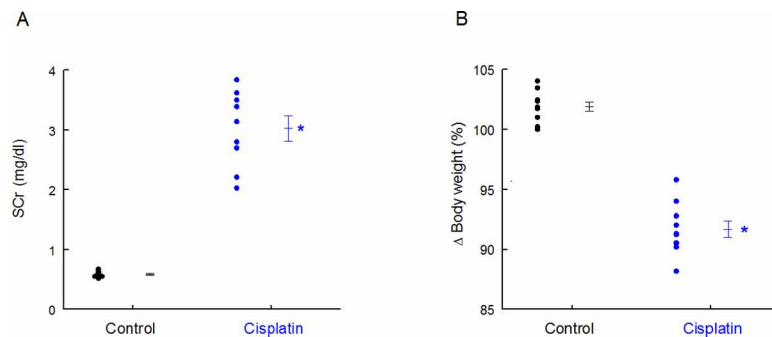 A
SCr (mg/dl)
4
3
2
1
0
*
Control
Cisplatin
B
Δ Body weight (%)
105
100
95
90
85
*
Control
Cisplatin